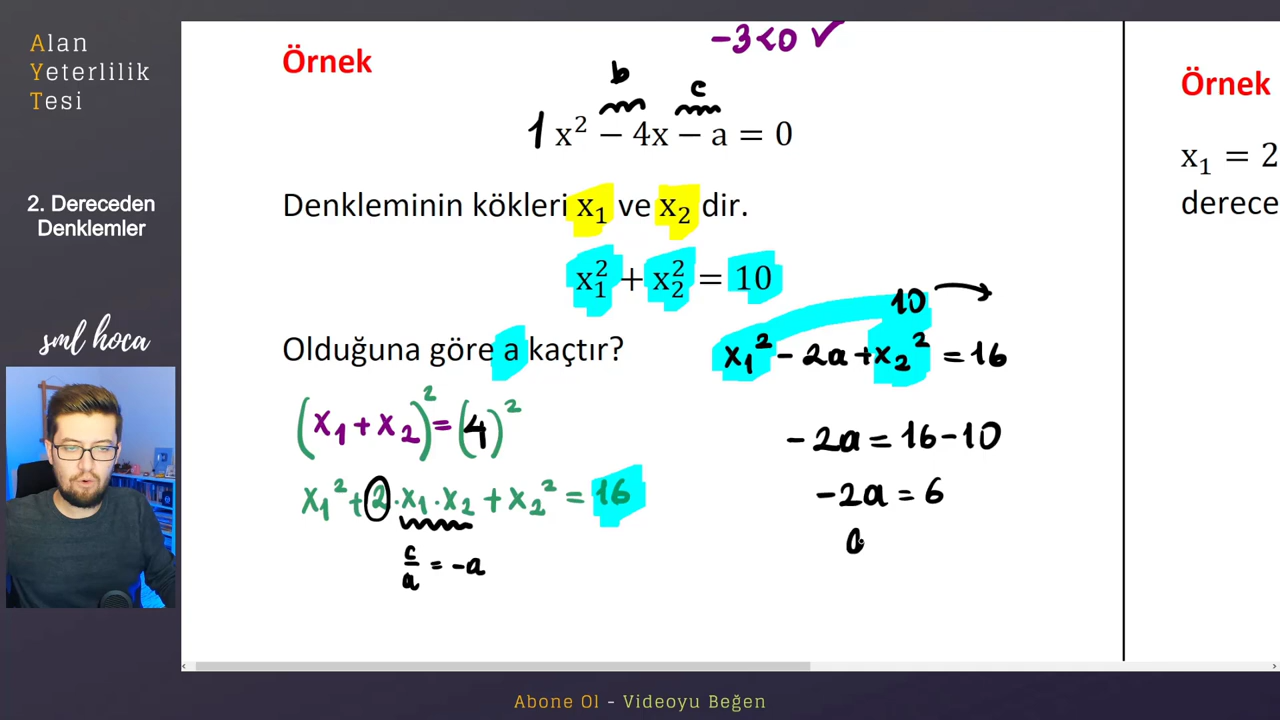 Alan
Yeterlilik
Tesi
2. Dereceden
Denklemler
sml hoca
-3<0 ✓
Örnek
b
c
1 x² − 4x − a = 0
Denkleminin kökleri x₁ ve x₂ dir.
x₁² + x₂² = 10
Olduğuna göre a kaçtır?
(x₁ + x₂)² = (4)²
x₁² + 2·x₁·x₂ + x₂² = 16
c/a = -a
10
x₁² - 2a + x₂² = 16
-2a = 16-10
-2a = 6
a
Örnek
x₁ = 2
derece
Abone Ol - Videoyu Beğen